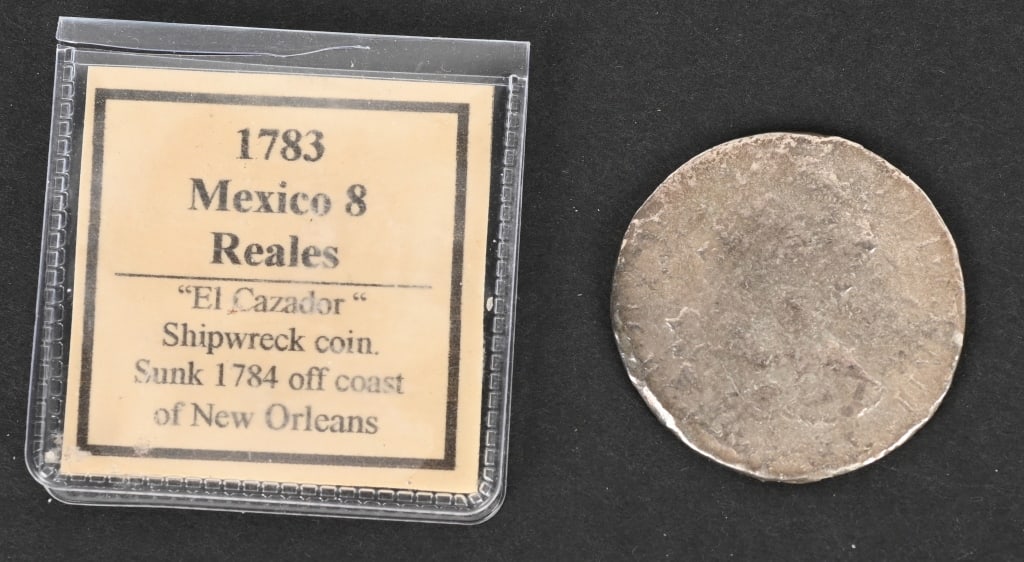 1783
Mexico 8
Reales
"El Cazador "
Shipwreck coin.
Sunk 1784 off coast
of New Orleans